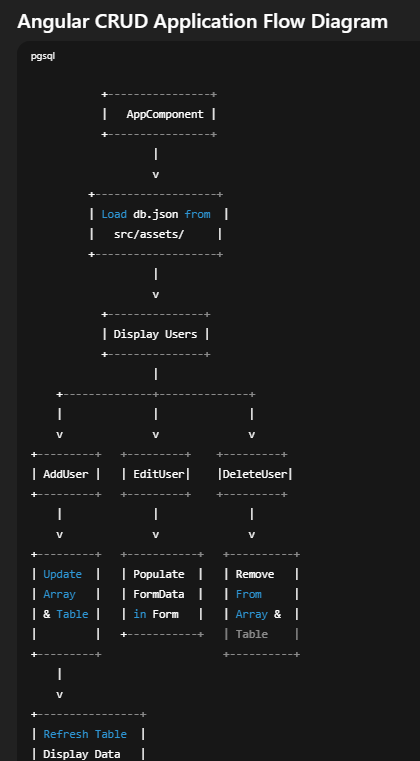 Angular CRUD Application Flow Diagram
pgsql
+----------------+
|   AppComponent |
+----------------+
|
v
+-------------------+
| Load db.json from  |
|   src/assets/     |
+-------------------+
|
v
+---------------+
| Display Users |
+---------------+
|
+--------------+--------------+
|              |              |
v              v              v
+---------+   +---------+    +---------+
| AddUser |   | EditUser|    |DeleteUser|
+---------+   +---------+    +---------+
|              |              |
v              v              v
+---------+   +-----------+   +----------+
| Update  |   | Populate  |   | Remove   |
| Array   |   | FormData  |   | From     |
| & Table |   | in Form   |   | Array &  |
|         |   +-----------+   | Table    |
+---------+                   +----------+
|
v
+----------------+
| Refresh Table  |
| Display Data   |